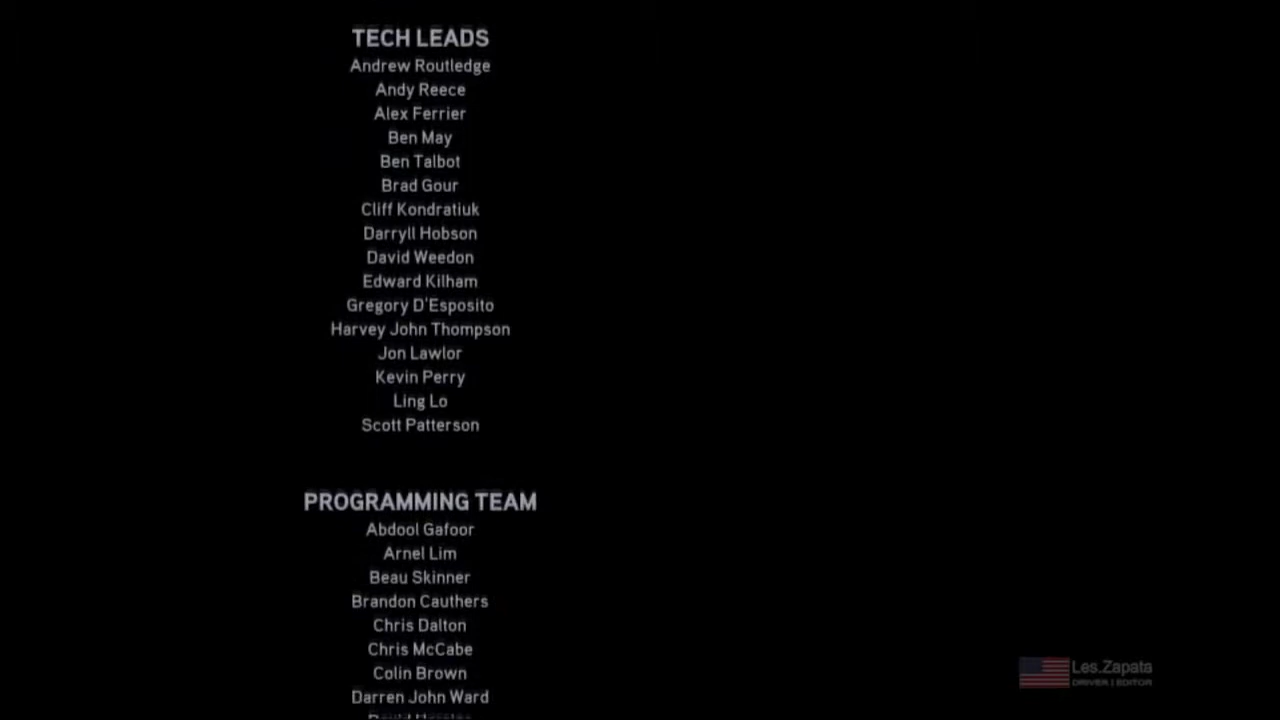 TECH LEADS
Andrew Routledge
Andy Reece
Alex Ferrier
Ben May
Ben Talbot
Brad Gour
Cliff Kondratiuk
Darryll Hobson
David Weedon
Edward Kilham
Gregory D'Esposito
Harvey John Thompson
Jon Lawlor
Kevin Perry
Ling Lo
Scott Patterson
PROGRAMMING TEAM
Abdool Gafoor
Arnel Lim
Beau Skinner
Brandon Cauthers
Chris Dalton
Chris McCabe
Colin Brown
Darren John Ward
Les.Zapata
DRIVER | EDITOR